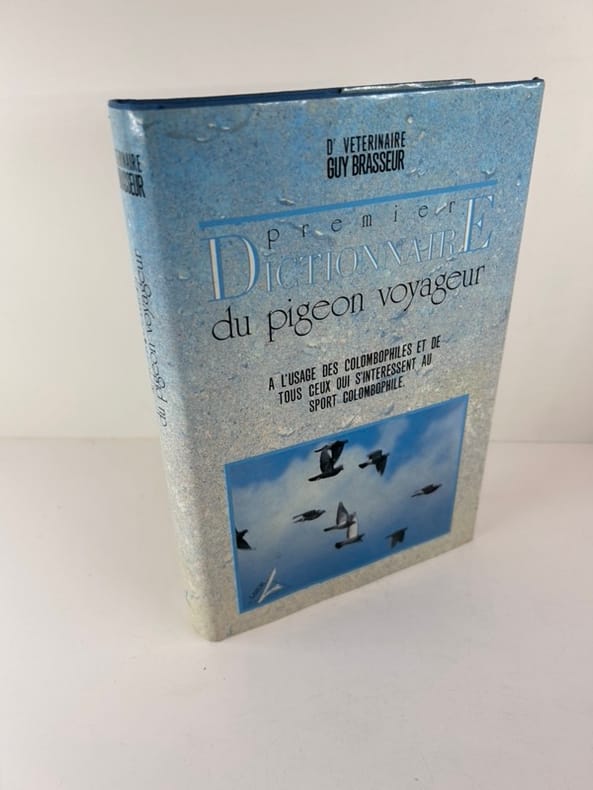 Dr VETERINAIRE
GUY BRASSEUR
premier
DICTIONNAIRE
du pigeon voyageur
A L'USAGE DES COLOMBOPHILES ET DE
TOUS CEUX QUI S'INTERESSENT AU
SPORT COLOMBOPHILE.
du pigeon voyageur